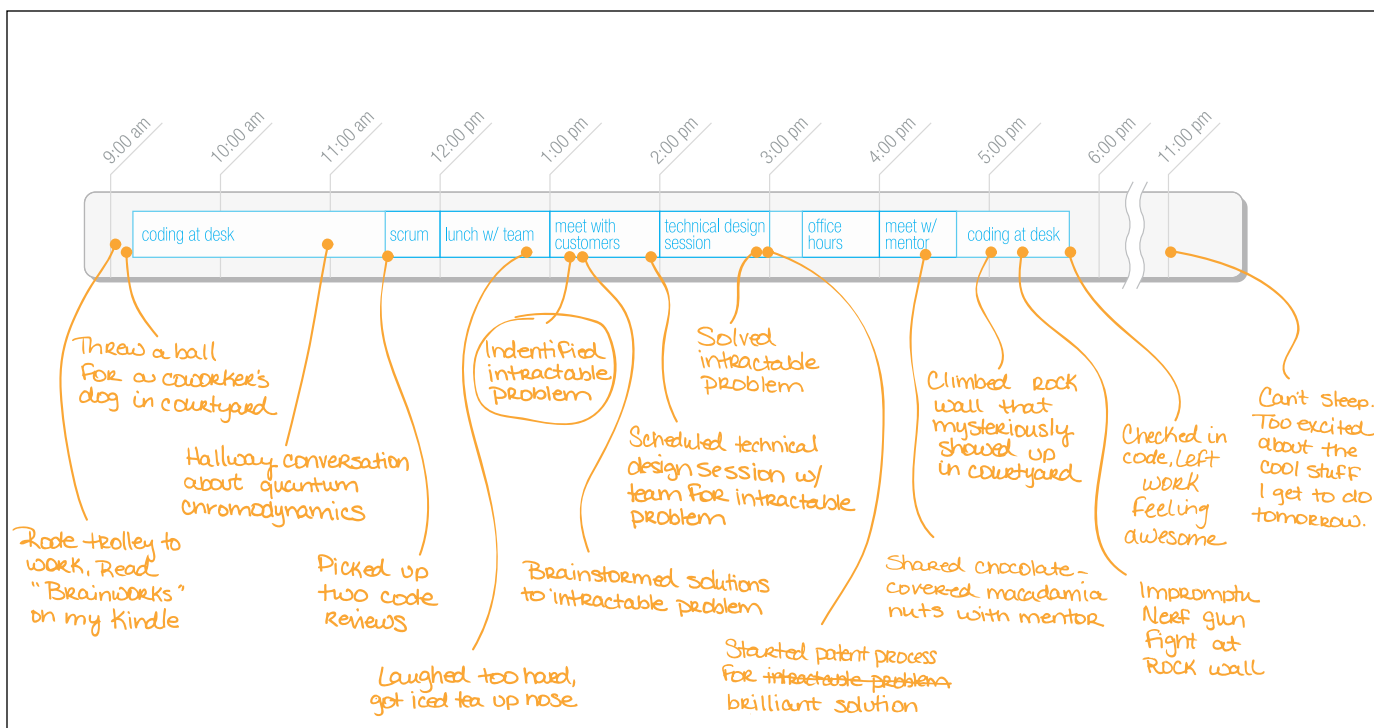 9:00 am
10:00 am
11:00 am
12:00 pm
1:00 pm
2:00 pm
3:00 pm
4:00 pm
5:00 pm
6:00 pm
11:00 pm
coding at desk
scrum
lunch w/ team
meet with
customers
technical design
session
office
hours
meet w/
mentor
coding at desk
Threw a ball
for a coworker's
dog in courtyard
Hallway conversation
about quantum
chromodynamics
Rode trolley to
work. Read
"Brainworks"
on my Kindle
Picked up
two code
reviews
Laughed too hard,
got iced tea up nose
Indentified
intractable
problem
Brainstormed solutions
to intractable problem
Scheduled technical
design session w/
team for intractable
problem
Solved
intractable
problem
Started patent process
for intractable problem
brilliant solution
Shared chocolate-
covered macadamia
nuts with mentor
Climbed rock
wall that
mysteriously
showed up
in courtyard
Impromptu
Nerf gun
fight at
rock wall
Checked in
code, left
work
feeling
awesome
Can't sleep.
Too excited
about the
cool stuff
I get to do
tomorrow.